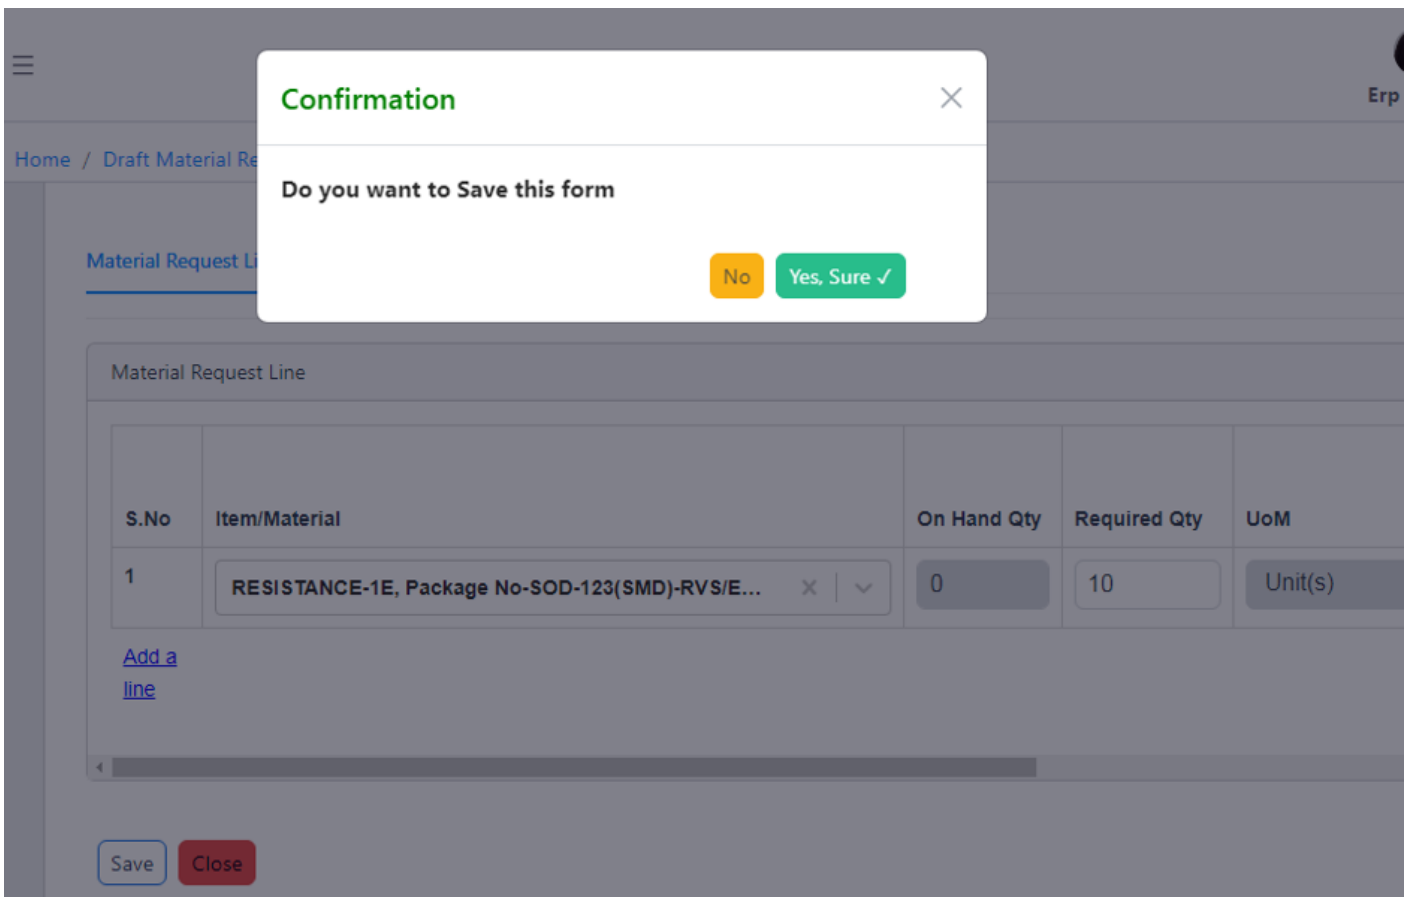 Confirmation
Erp
Home / Draft Material Re
Do you want to Save this form
Material Request Li
No Yes, Sure ✓
Material Request Line
S.No Item/Material On Hand Qty Required Qty UoM
1 RESISTANCE-1E, Package No-SOD-123(SMD)-RVS/E... 0 10 Unit(s)
Add a
line
Save Close